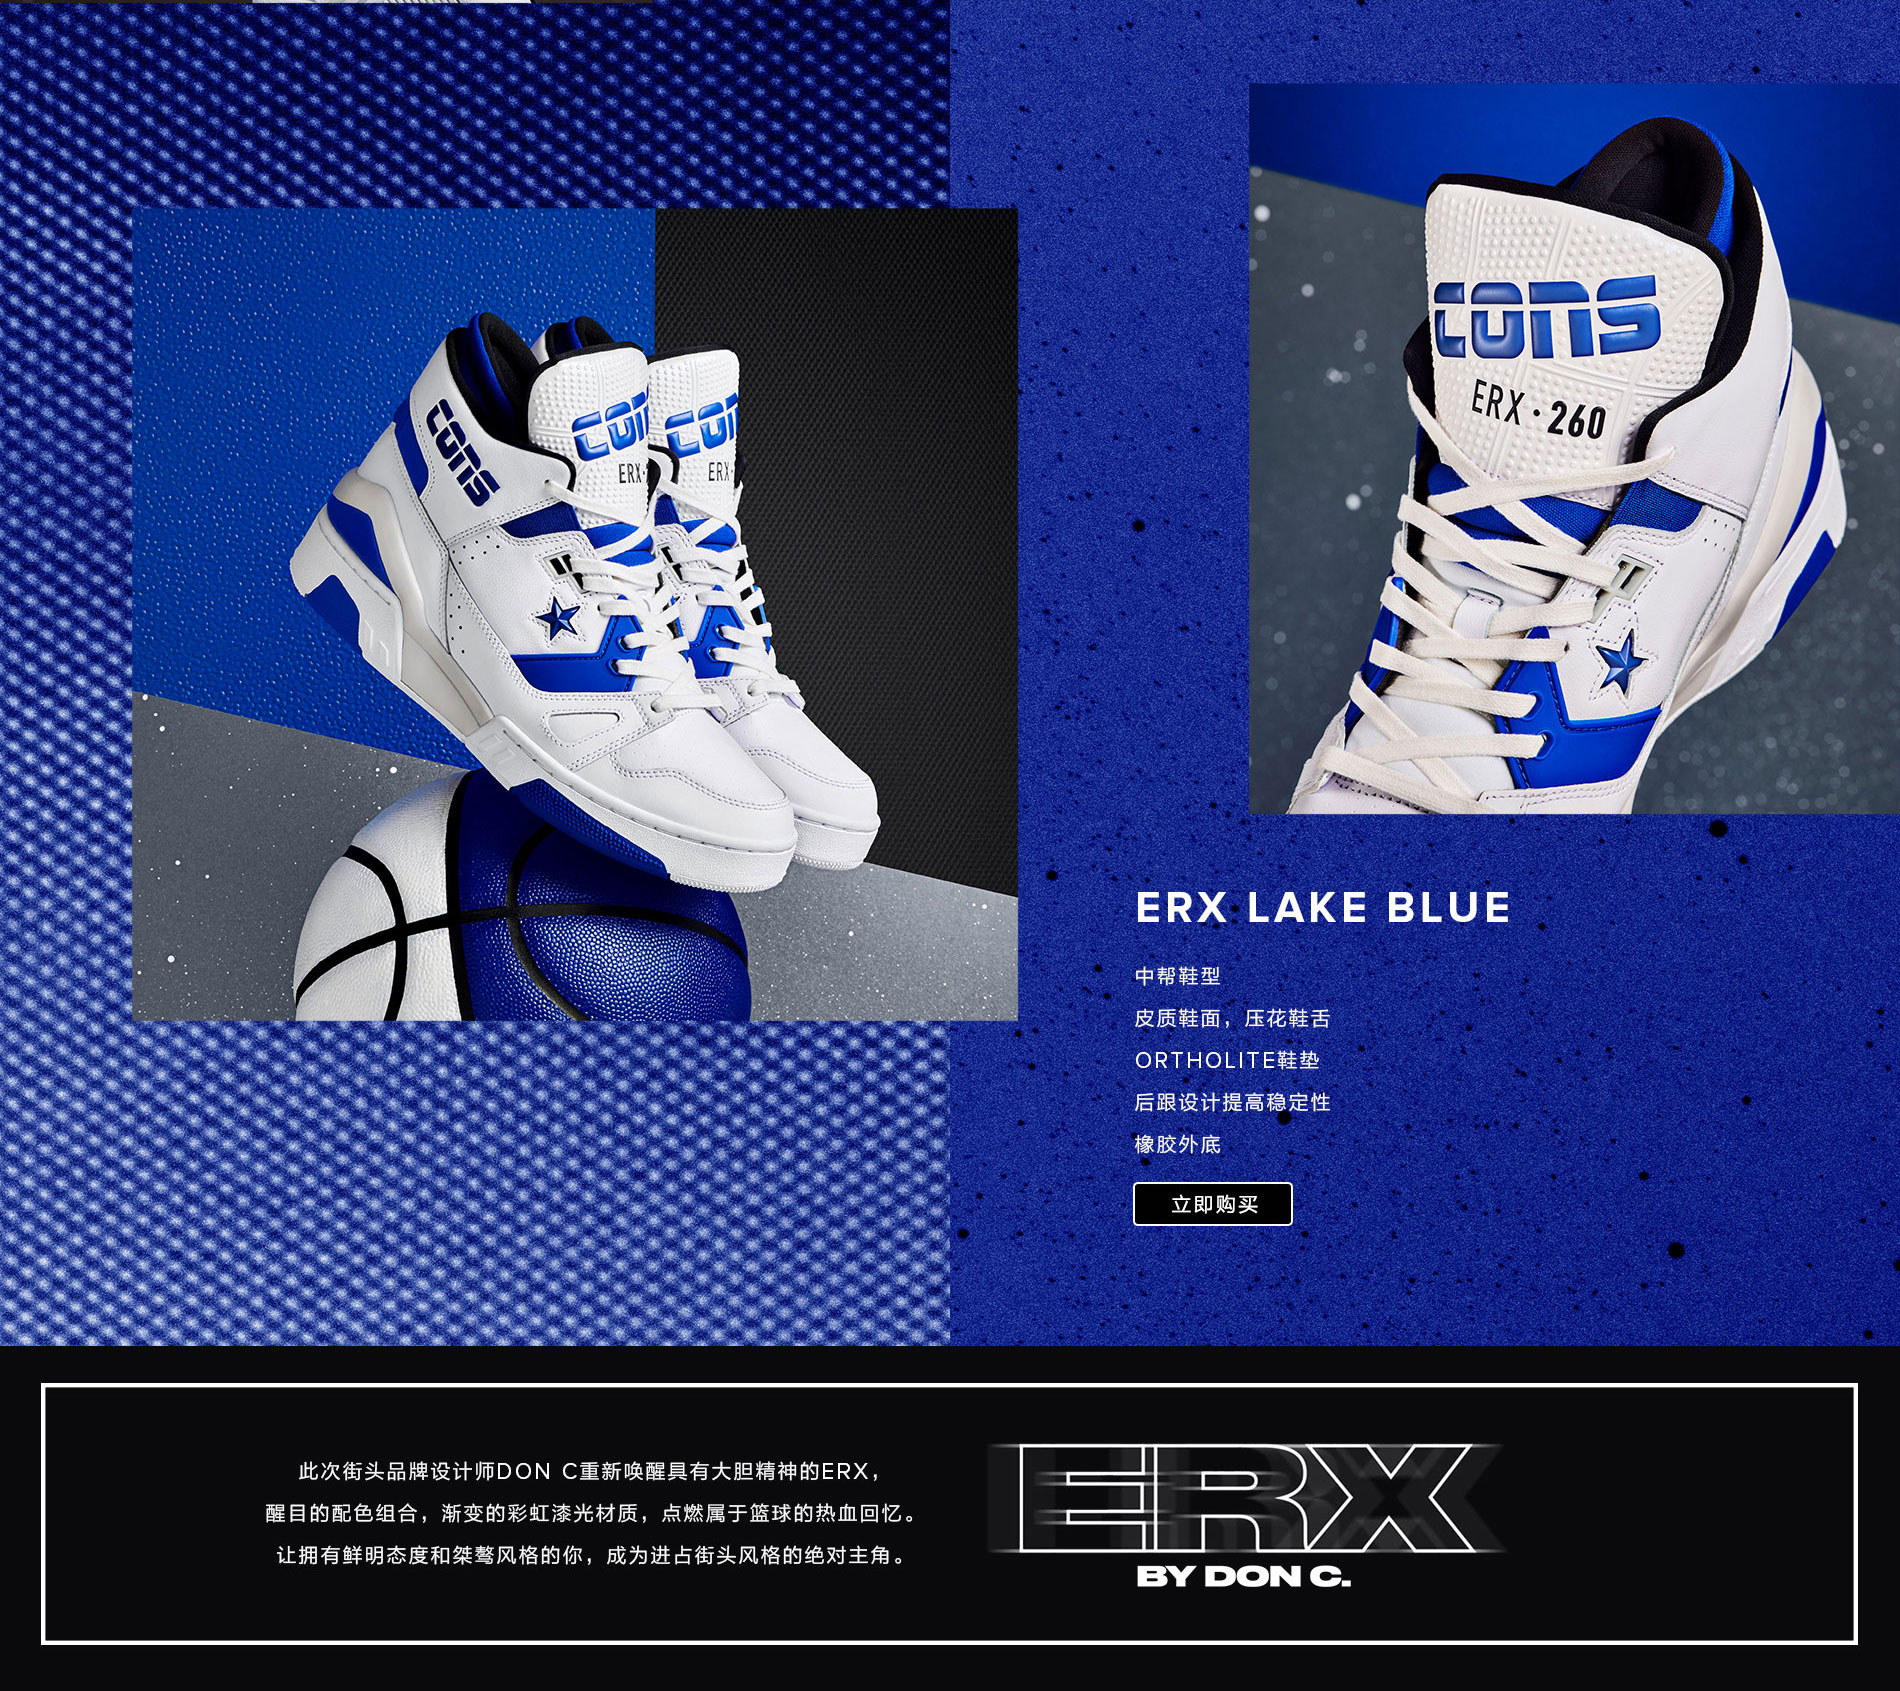 CONS
CON
ERX·
CON
ERX
CONS
ERX·260
ERX LAKE BLUE
中帮鞋型
皮质鞋面，压花鞋舌
ORTHOLITE鞋垫
后跟设计提高稳定性
橡胶外底
立即购买
此次街头品牌设计师DON C重新唤醒具有大胆精神的ERX，
醒目的配色组合，渐变的彩虹漆光材质，点燃属于篮球的热血回忆。
让拥有鲜明态度和桀骜风格的你，成为进占街头风格的绝对主角。
ERX
BY DON C.